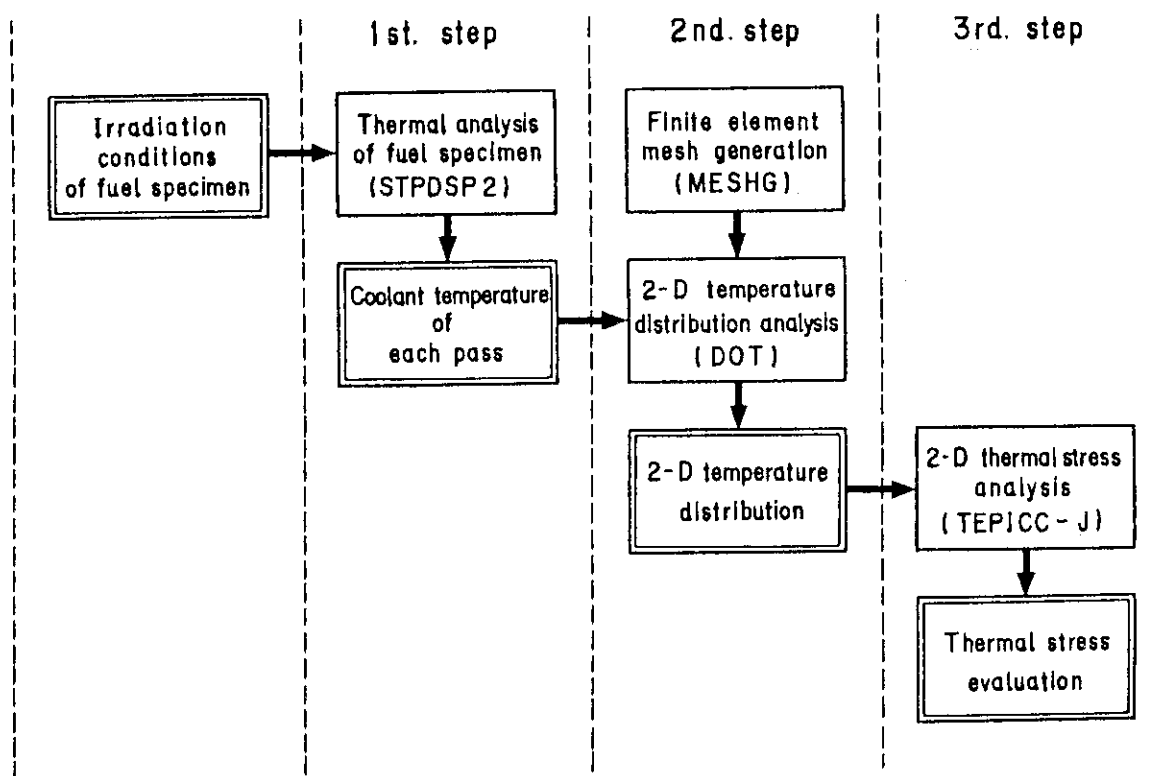 1st. step
2nd. step
3rd. step
Irradiation
conditions
of fuel specimen
Thermal analysis
of fuel specimen
(STPDSP2)
Coolant temperature
of
each pass
Finite element
mesh generation
(MESHG)
2-D temperature
distribution analysis
(DOT)
2-D temperature
distribution
2-D thermal stress
analysis
(TEPICC-J)
Thermal stress
evaluation